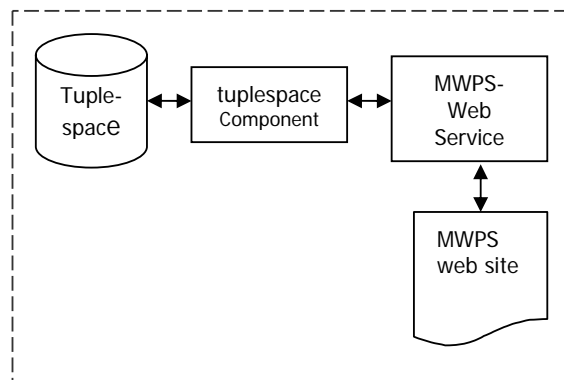 Tuple-
space
tuplespace
Component
MWPS-
Web
Service
MWPS
web site